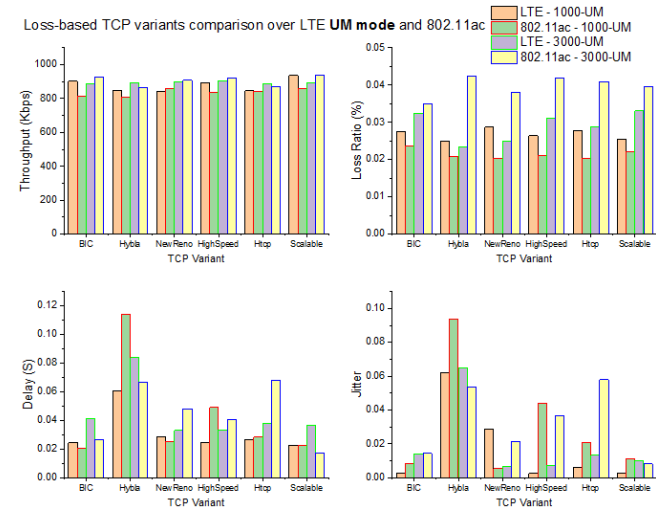 Loss-based TCP variants comparison over LTE UM mode and 802.11ac
LTE - 1000-UM
802.11ac - 1000-UM
LTE - 3000-UM
802.11ac - 3000-UM
Throughput (Kbps)
1000
800
600
400
200
0
BIC Hybla NewReno HighSpeed Htcp Scalable
TCP Variant
Loss Ratio (%)
0.05
0.04
0.03
0.02
0.01
0.00
BIC Hybla NewReno HighSpeed Htcp Scalable
TCP Variant
Delay (S)
0.12
0.10
0.08
0.06
0.04
0.02
0.00
BIC Hybla NewReno HighSpeed Htcp Scalable
TCP Variant
Jitter
0.10
0.08
0.06
0.04
0.02
0.00
BIC Hybla NewReno HighSpeed Htcp Scalable
TCP Variant